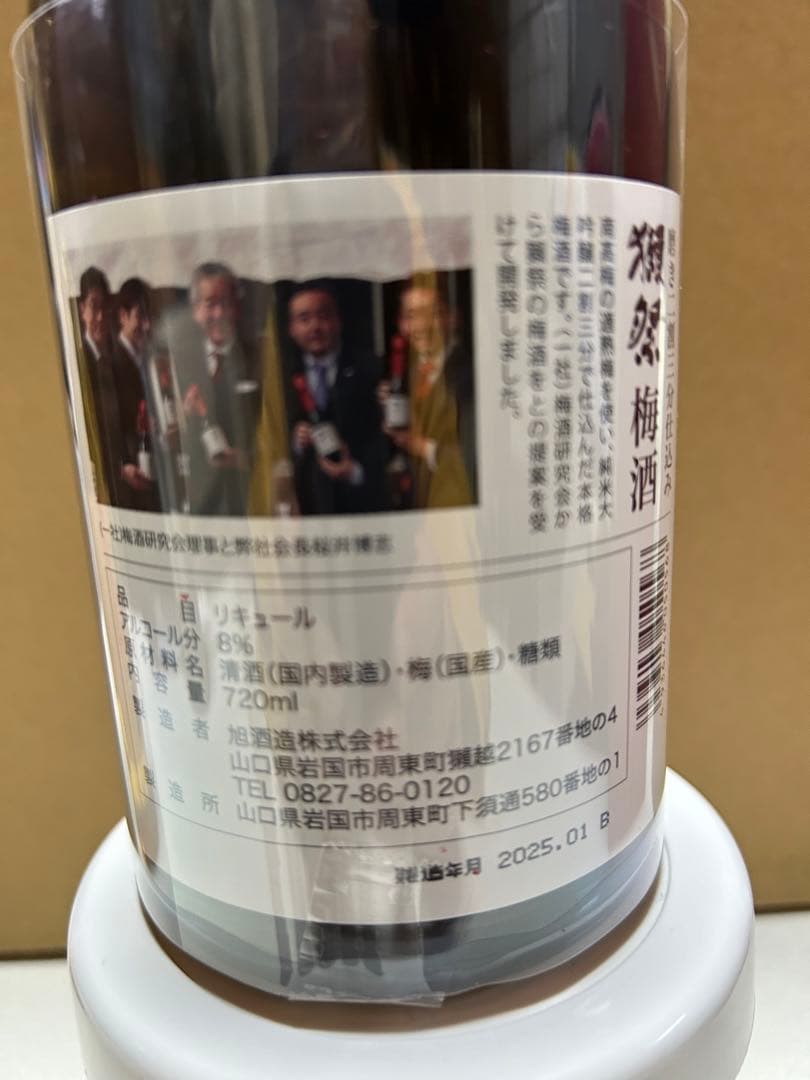 磨き二割三分仕込み
獺祭 梅酒
南高梅の適熟梅を使い、純米大
吟醸二割三分で仕込んだ本格
梅酒です。(一社)梅酒研究会か
ら獺祭の梅酒をとの提案を受
けて開発しました。
(一社)梅酒研究会理事と弊社会長桜井博志
品目 リキュール
アルコール分 8%
原材料名 清酒(国内製造)・梅(国産)・糖類
内容量 720ml
製造者 旭酒造株式会社
山口県岩国市周東町獺越2167番地の4
TEL 0827-86-0120
製造所 山口県岩国市周東町下須通580番地の1
製造年月 2025.01 B